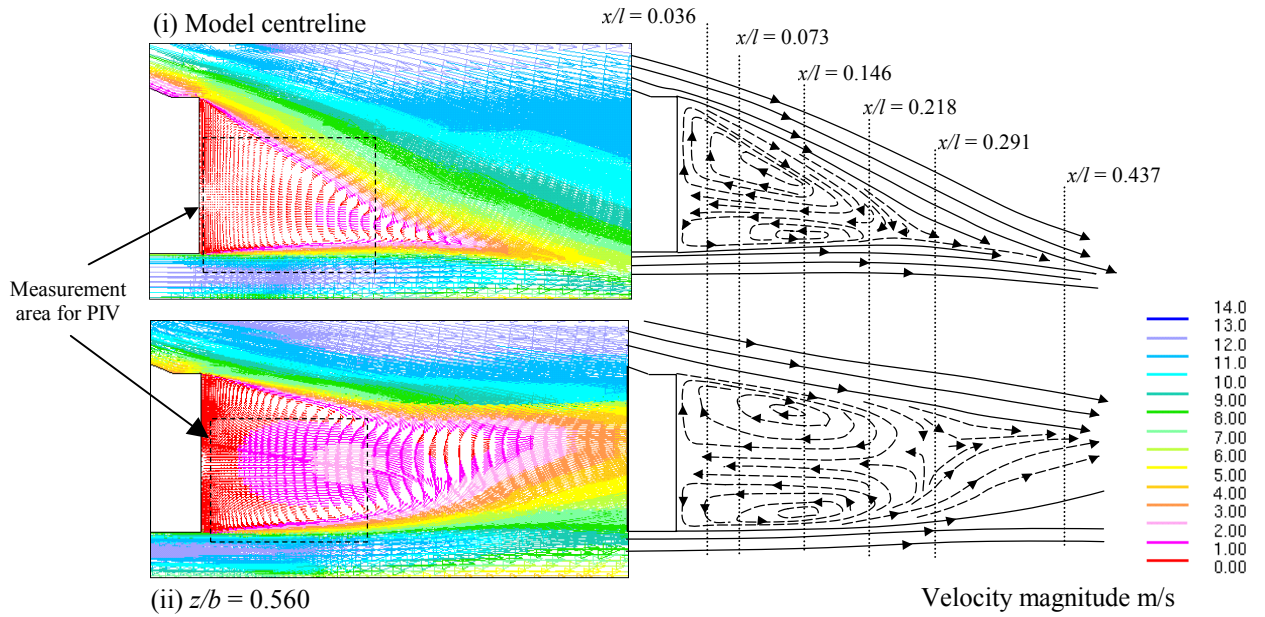 (i) Model centreline
x/l = 0.036
x/l = 0.073
x/l = 0.146
x/l = 0.218
x/l = 0.291
x/l = 0.437
Measurement
area for PIV
14.0
13.0
12.0
11.0
10.0
9.00
8.00
7.00
6.00
5.00
4.00
3.00
2.00
1.00
0.00
(ii) z/b = 0.560
Velocity magnitude m/s